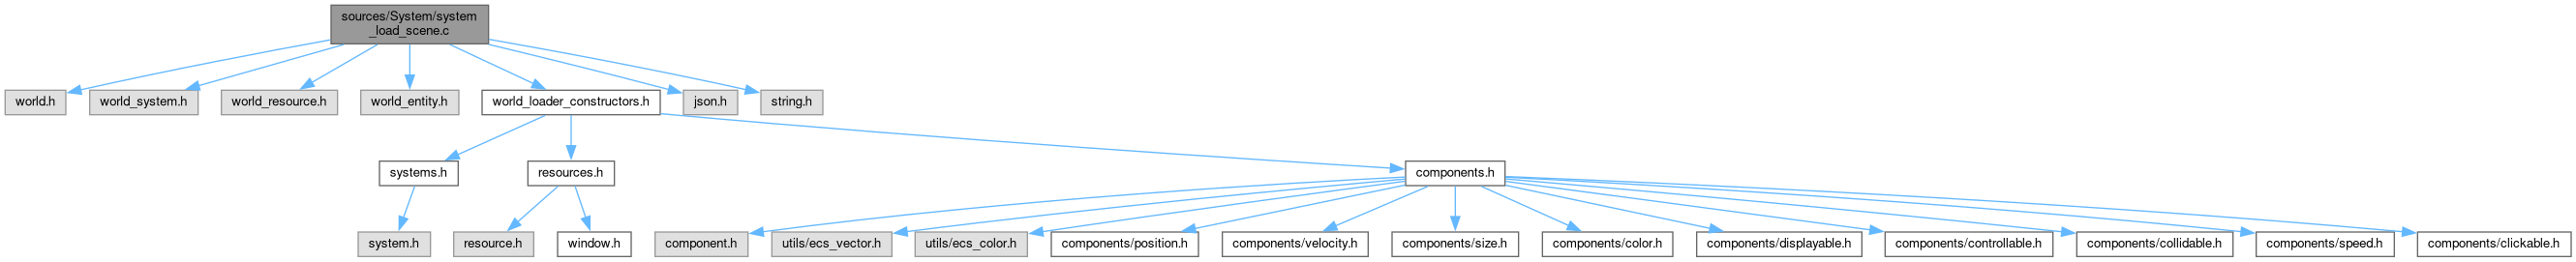 sources/System/system
_load_scene.c
world.h
world_system.h
world_resource.h
world_entity.h
world_loader_constructors.h
json.h
string.h
systems.h
resources.h
components.h
system.h
resource.h
window.h
component.h
utils/ecs_vector.h
utils/ecs_color.h
components/position.h
components/velocity.h
components/size.h
components/color.h
components/displayable.h
components/controllable.h
components/collidable.h
components/speed.h
components/clickable.h